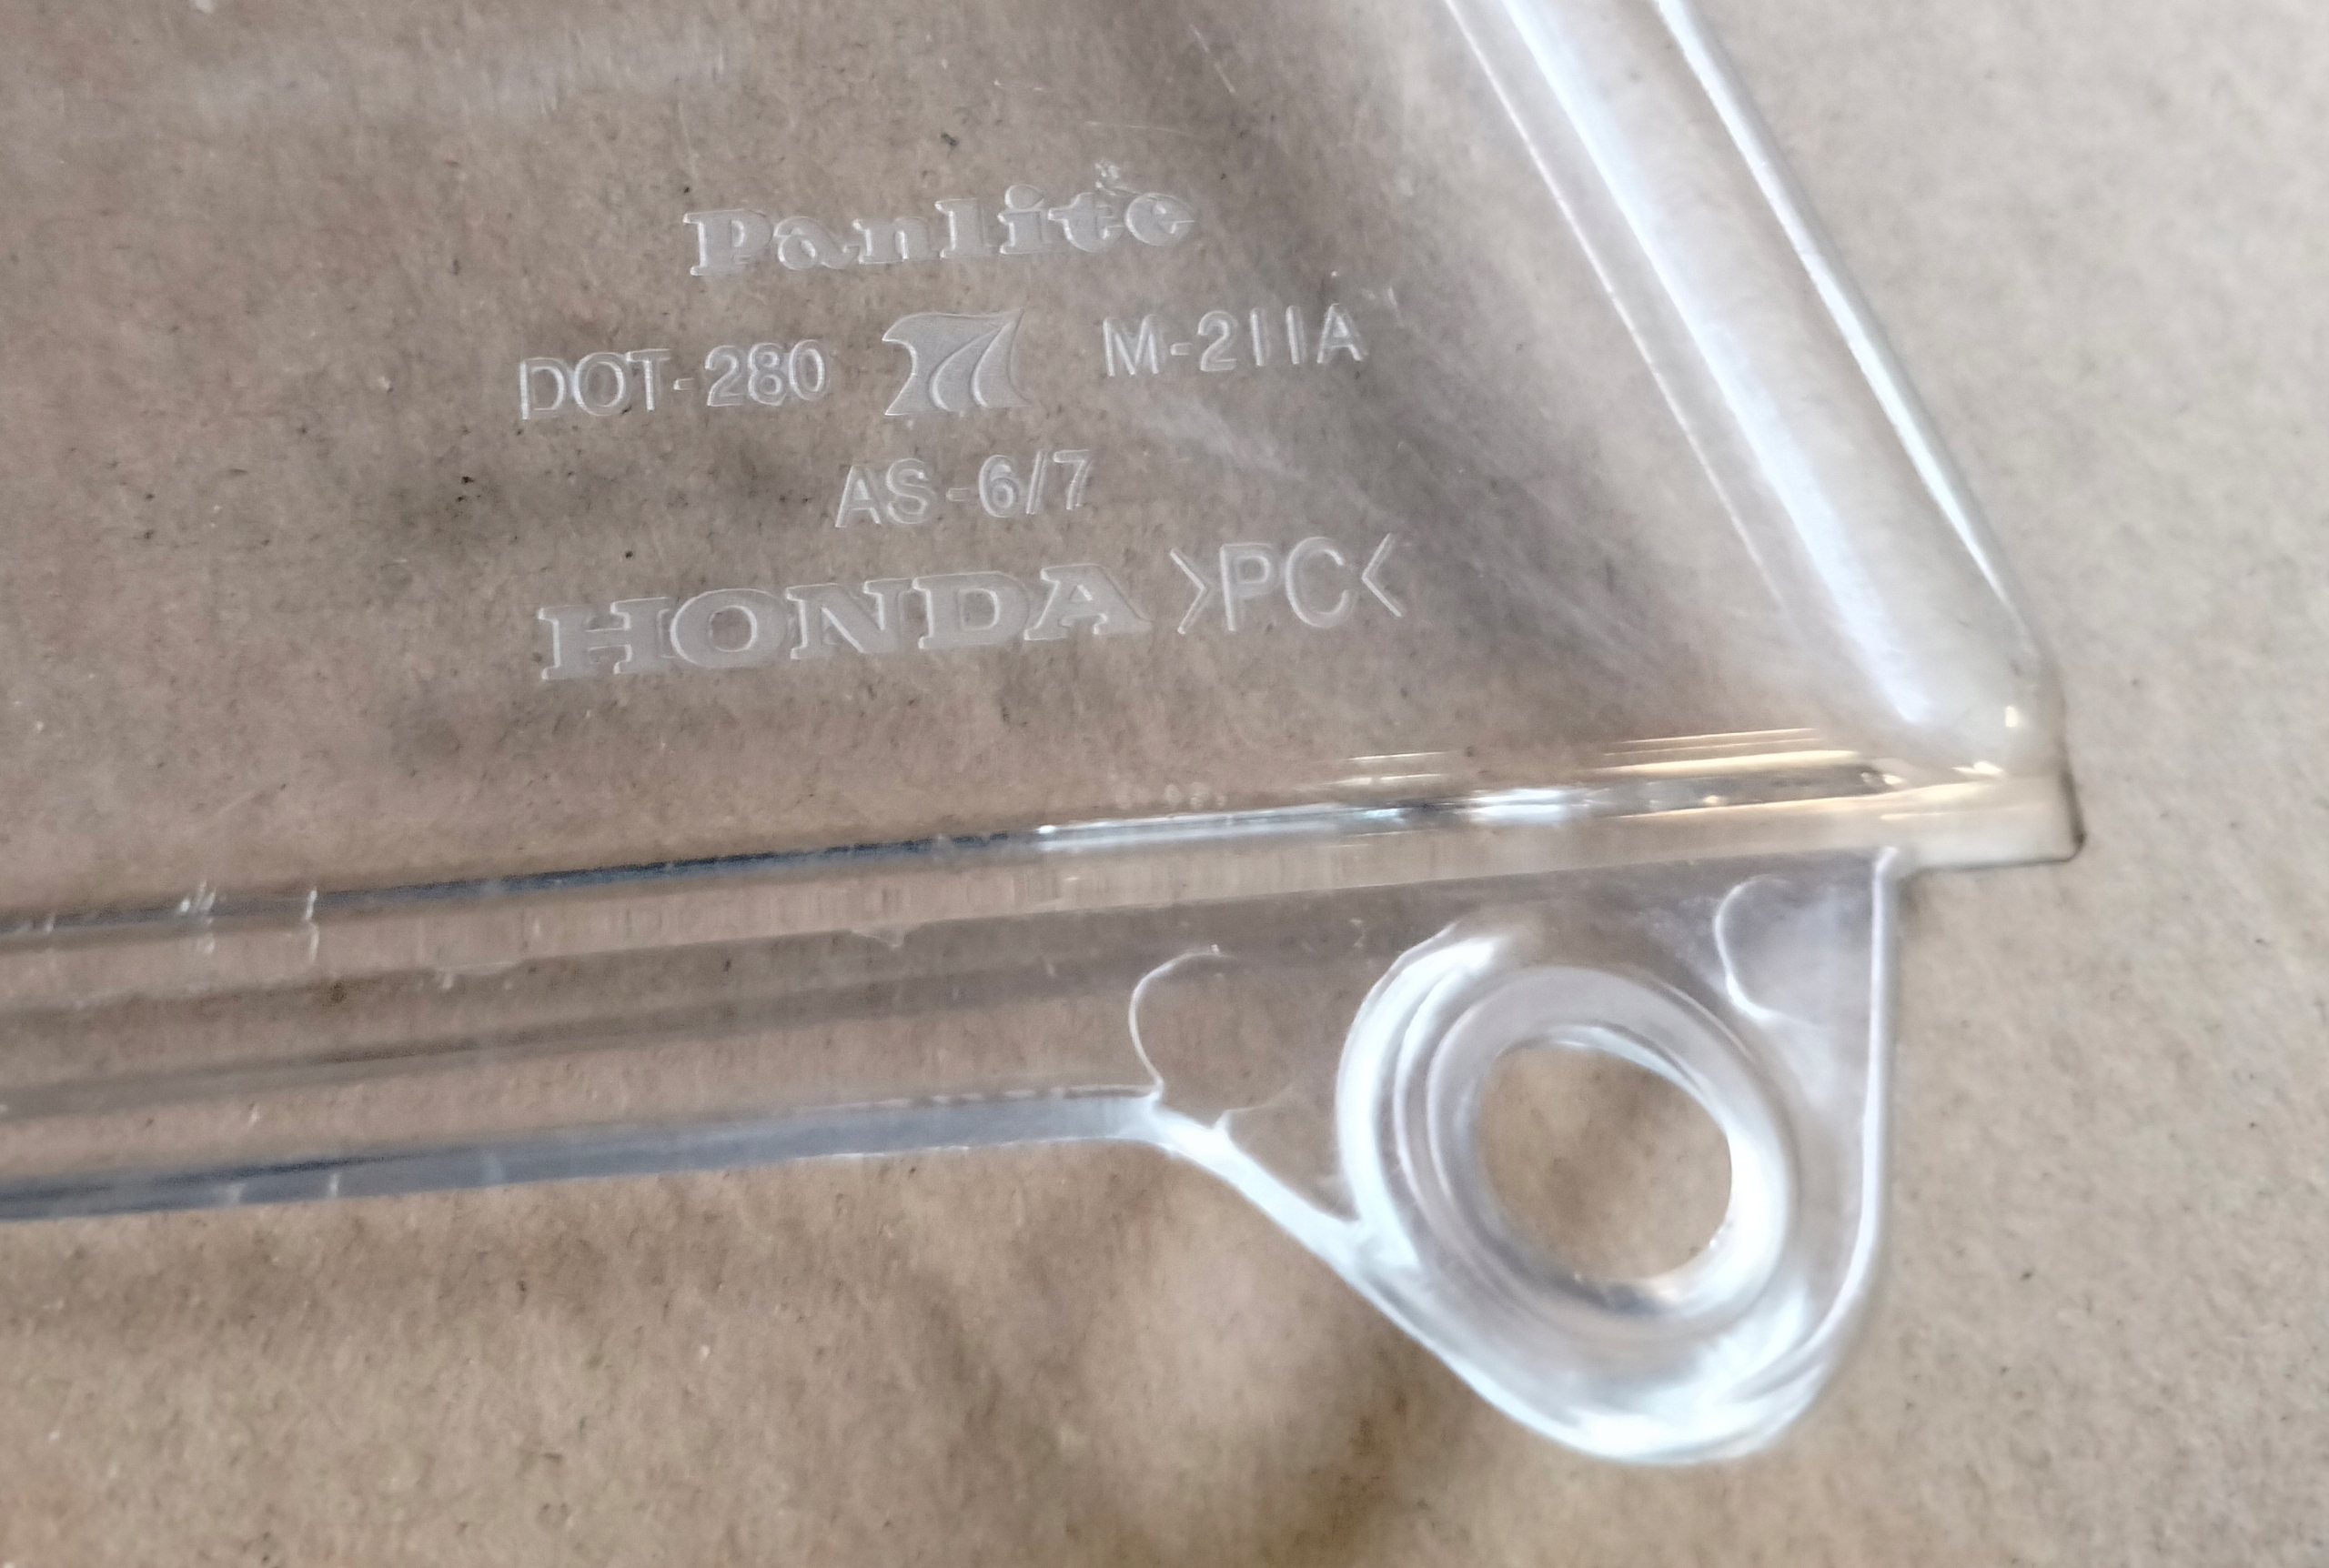 Panlite
DOT-280 M-211A
AS-6/7
HONDA >PC<